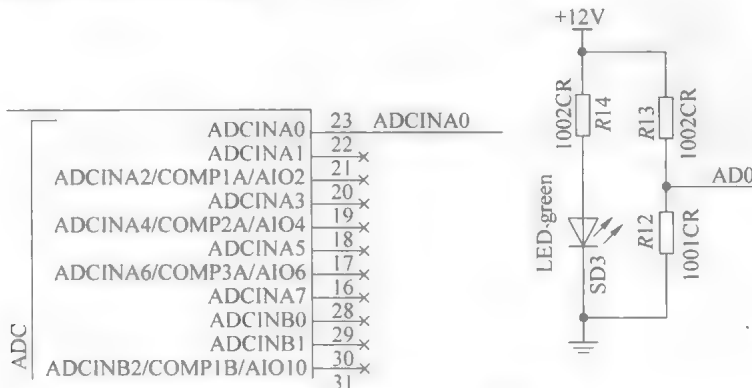 +12V
ADCINA0 23 ADCINA0
ADCINA1 22
ADCINA2/COMP1A/AIO2 21
ADCINA3 20
ADCINA4/COMP2A/AIO4 19
ADCINA5 18
ADCINA6/COMP3A/AIO6 17
ADCINA7 16
ADCINB0 28
ADCINB1 29
ADCINB2/COMP1B/AIO10 30
31
ADC
1002CR
R14
1002CR
R13
AD0
LED-green
SD3
R12
1001CR